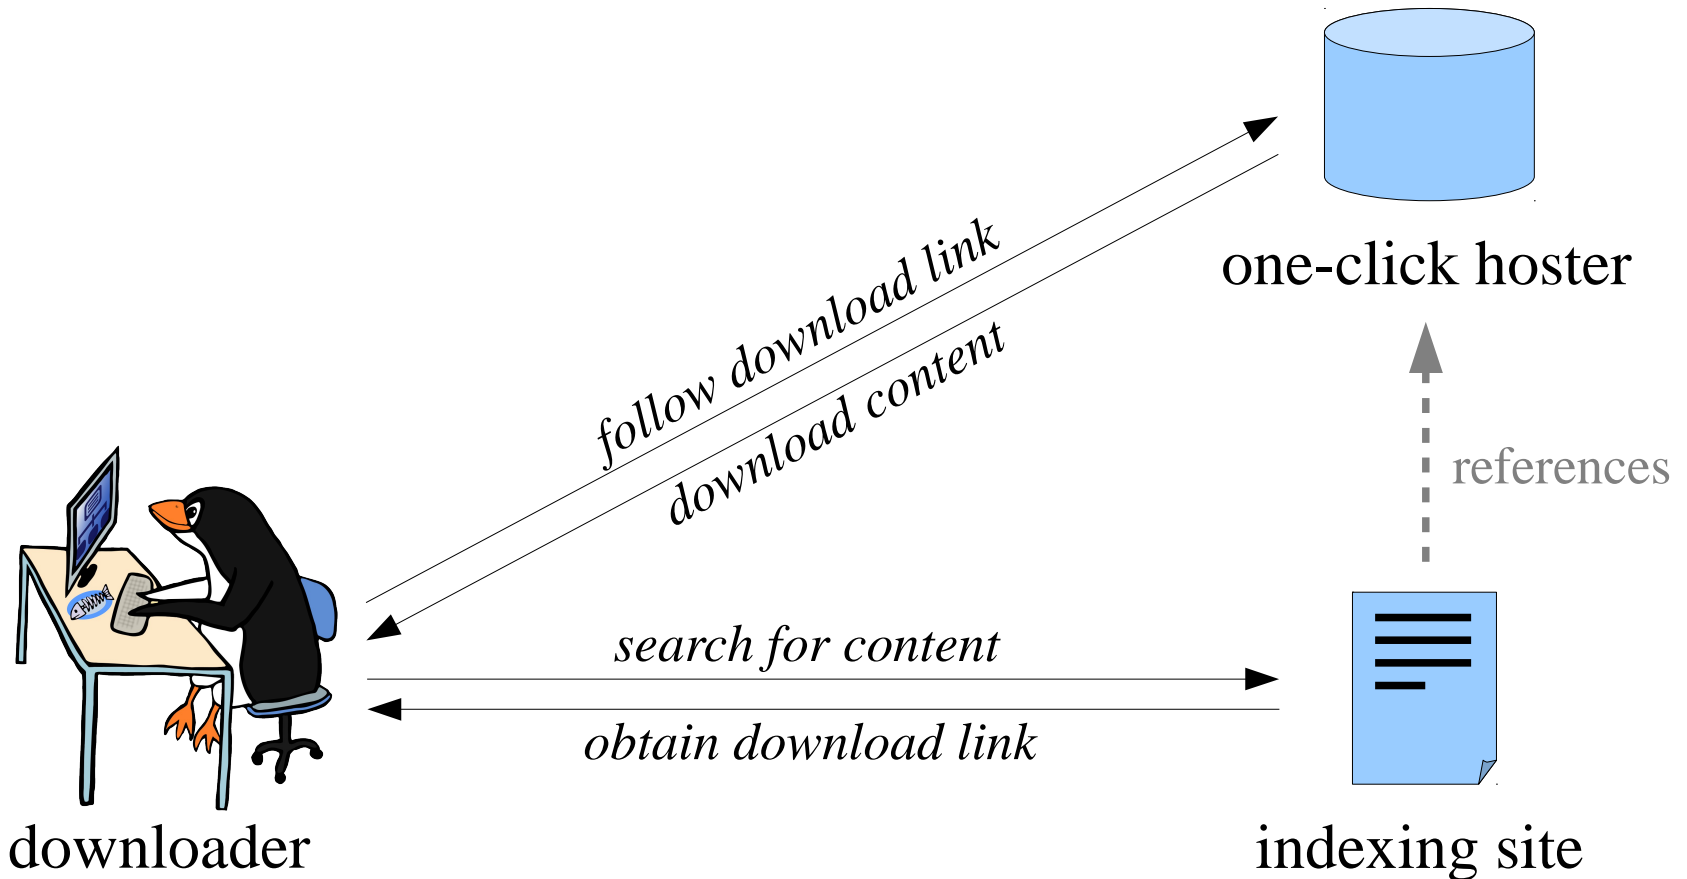 one-click hoster
follow download link
download content
references
search for content
obtain download link
downloader
indexing site